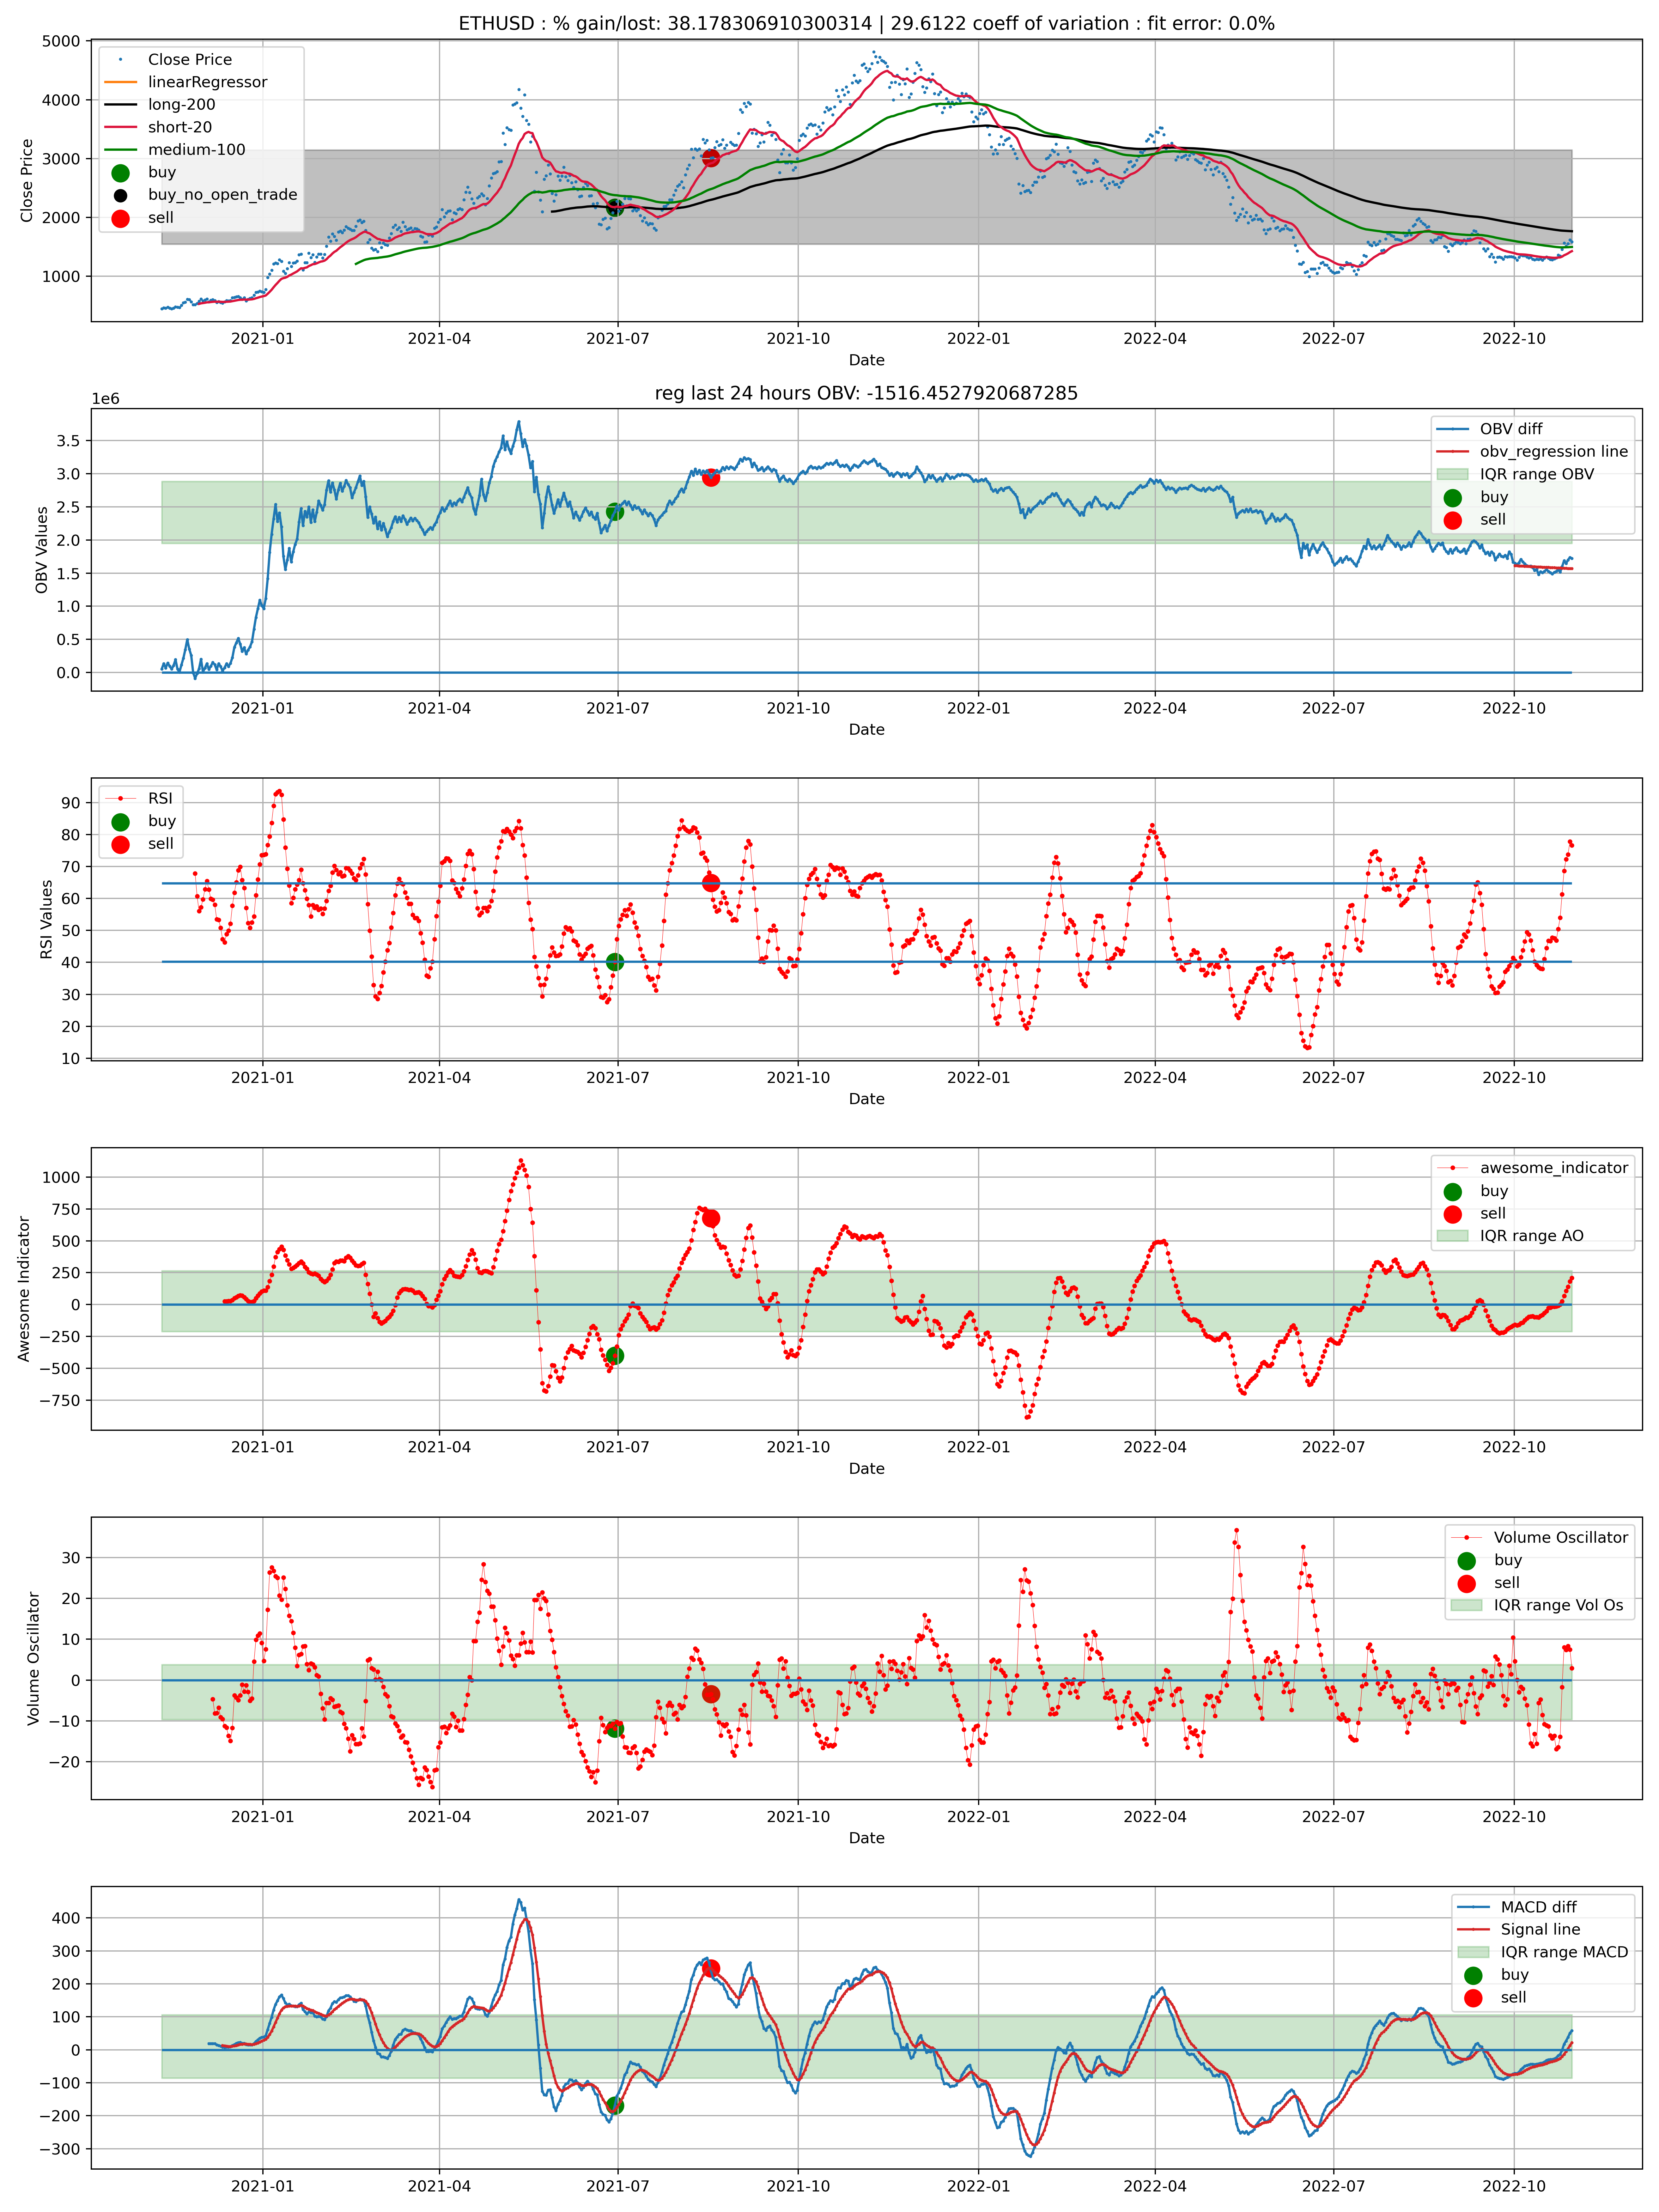 ETHUSD : % gain/lost: 38.178306910300314 | 29.6122 coeff of variation : fit error: 0.0%
Close Price
5000
4000
3000
2000
1000
Close Price
linearRegressor
long-200
short-20
medium-100
buy
buy_no_open_trade
sell
2021-01 2021-04 2021-07 2021-10 2022-01 2022-04 2022-07 2022-10
Date
reg last 24 hours OBV: -1516.4527920687285
1e6
OBV Values
3.5
3.0
2.5
2.0
1.5
1.0
0.5
0.0
OBV diff
obv_regression line
IQR range OBV
buy
sell
2021-01 2021-04 2021-07 2021-10 2022-01 2022-04 2022-07 2022-10
Date
RSI Values
90
80
70
60
50
40
30
20
10
RSI
buy
sell
2021-01 2021-04 2021-07 2021-10 2022-01 2022-04 2022-07 2022-10
Date
Awesome Indicator
1000
750
500
250
0
−250
−500
−750
awesome_indicator
buy
sell
IQR range AO
2021-01 2021-04 2021-07 2021-10 2022-01 2022-04 2022-07 2022-10
Date
Volume Oscillator
30
20
10
0
−10
−20
Volume Oscillator
buy
sell
IQR range Vol Os
2021-01 2021-04 2021-07 2021-10 2022-01 2022-04 2022-07 2022-10
Date
400
300
200
100
0
−100
−200
−300
MACD diff
Signal line
IQR range MACD
buy
sell
2021-01 2021-04 2021-07 2021-10 2022-01 2022-04 2022-07 2022-10